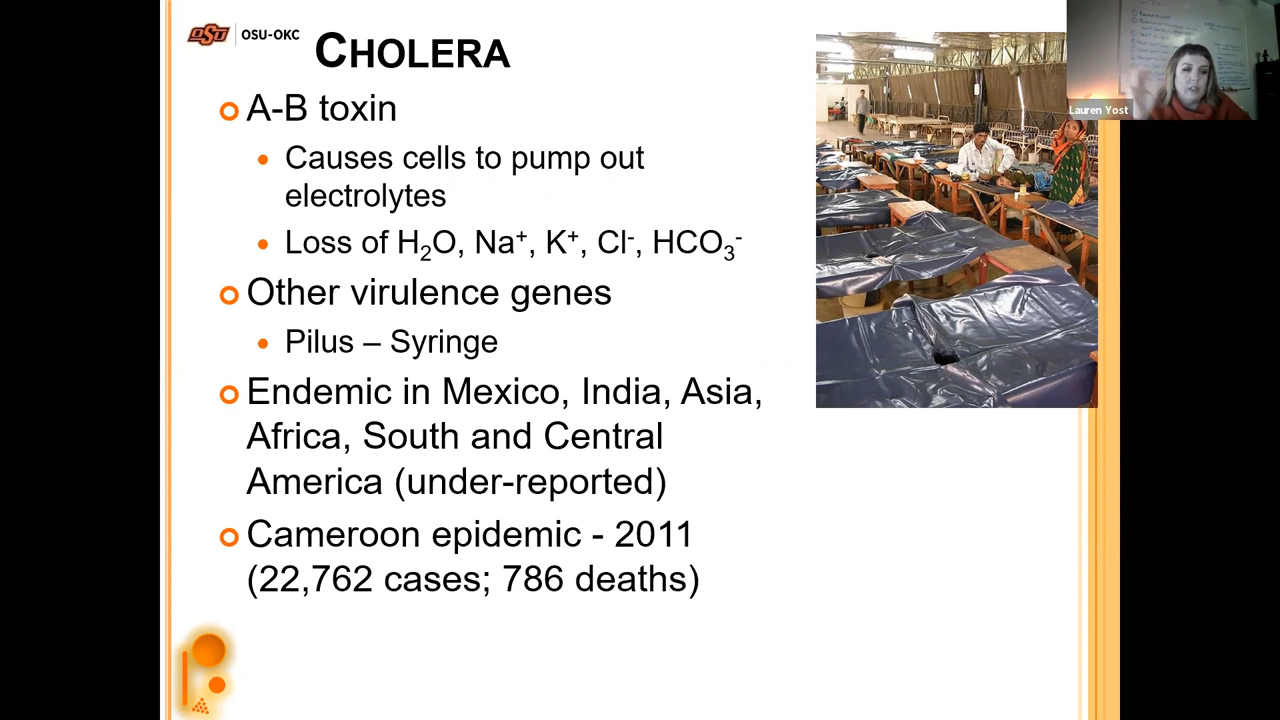 OSU OSU-OKC
CHOLERA
A-B toxin
Causes cells to pump out
electrolytes
Loss of H₂O, Na⁺, K⁺, Cl⁻, HCO₃⁻
Other virulence genes
Pilus – Syringe
Endemic in Mexico, India, Asia,
Africa, South and Central
America (under-reported)
Cameroon epidemic - 2011
(22,762 cases; 786 deaths)
Lauren Yost